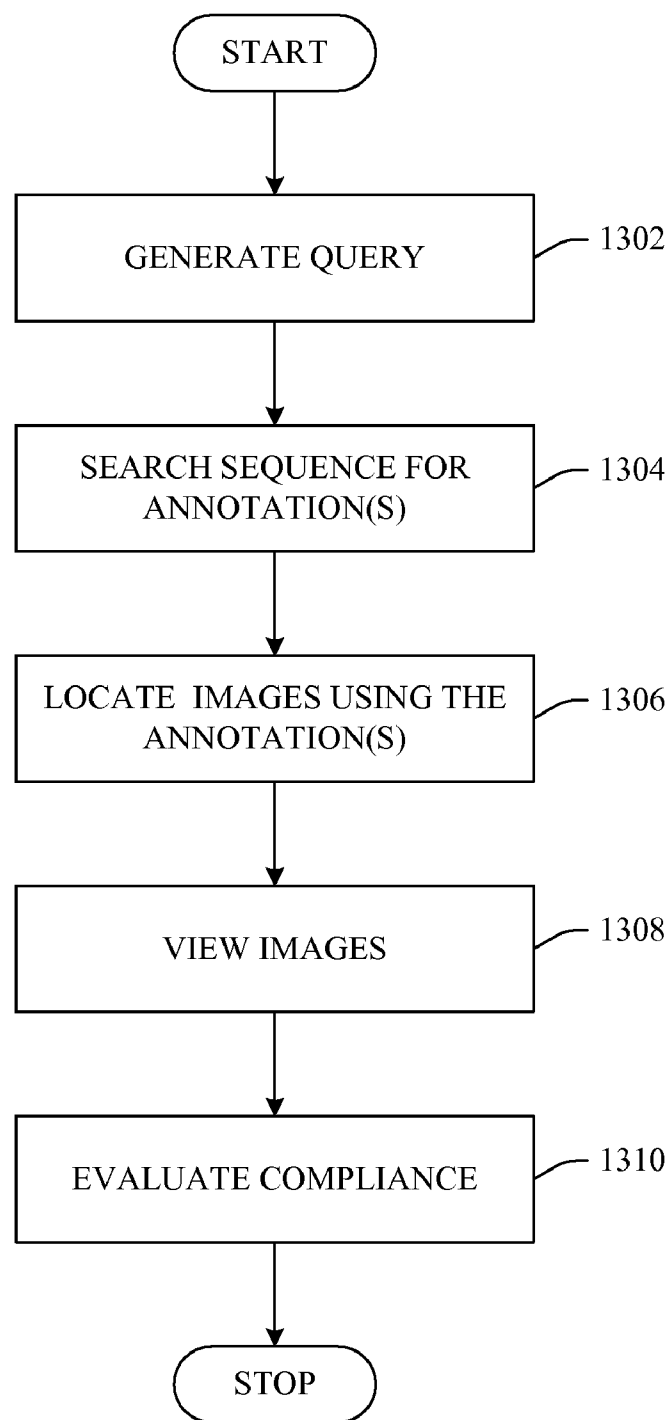 START
GENERATE QUERY
1302
SEARCH SEQUENCE FOR
ANNOTATION(S)
1304
LOCATE IMAGES USING THE
ANNOTATION(S)
1306
VIEW IMAGES
1308
EVALUATE COMPLIANCE
1310
STOP